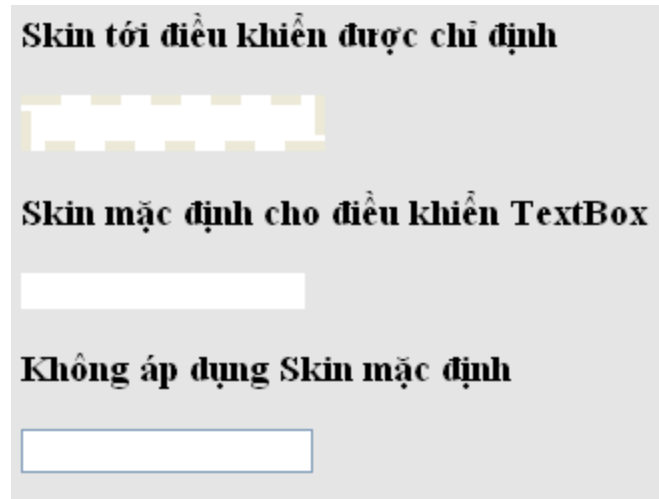 Skin tới điều khiển được chỉ định
Skin mặc định cho điều khiển TextBox
Không áp dụng Skin mặc định